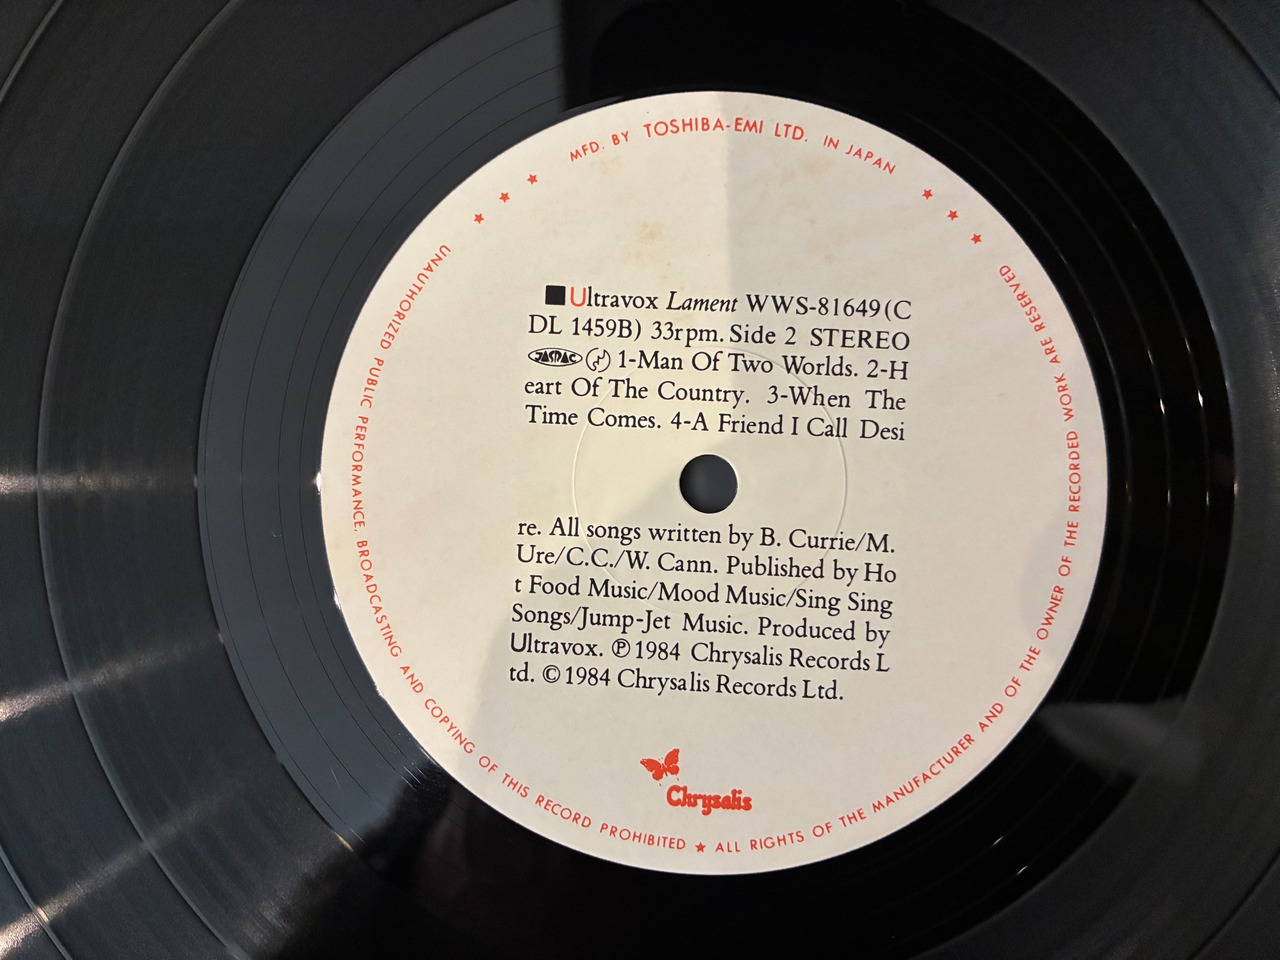 MFD. BY TOSHIBA-EMI LTD. IN JAPAN
■Ultravox Lament WWS-81649(C
DL 1459B) 33rpm. Side 2 STEREO
JASRAC 1-Man Of Two Worlds. 2-H
eart Of The Country. 3-When The
Time Comes. 4-A Friend I Call Desi
re. All songs written by B. Currie/M.
Ure/C.C./W. Cann. Published by Ho
t Food Music/Mood Music/Sing Sing
Songs/Jump-Jet Music. Produced by
Ultravox. ℗1984 Chrysalis Records L
td. ©1984 Chrysalis Records Ltd.
Chrysalis
UNAUTHORIZED PUBLIC PERFORMANCE, BROADCASTING AND COPYING OF THIS RECORD PROHIBITED ★ ALL RIGHTS OF THE MANUFACTURER AND OF THE OWNER OF THE RECORDED WORK ARE RESERVED